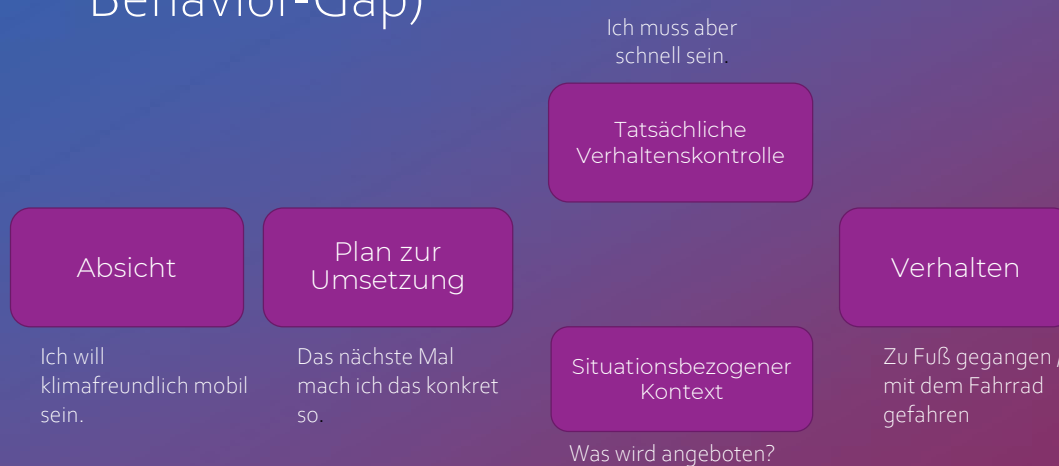 Behavior-Gap)
Ich muss aber
schnell sein.
Tatsächliche
Verhaltenskontrolle
Absicht
Plan zur
Umsetzung
Verhalten
Ich will
klimafreundlich mobil
sein.
Das nächste Mal
mach ich das konkret
so.
Situationsbezogener
Kontext
Zu Fuß gegangen /
mit dem Fahrrad
gefahren
Was wird angeboten?